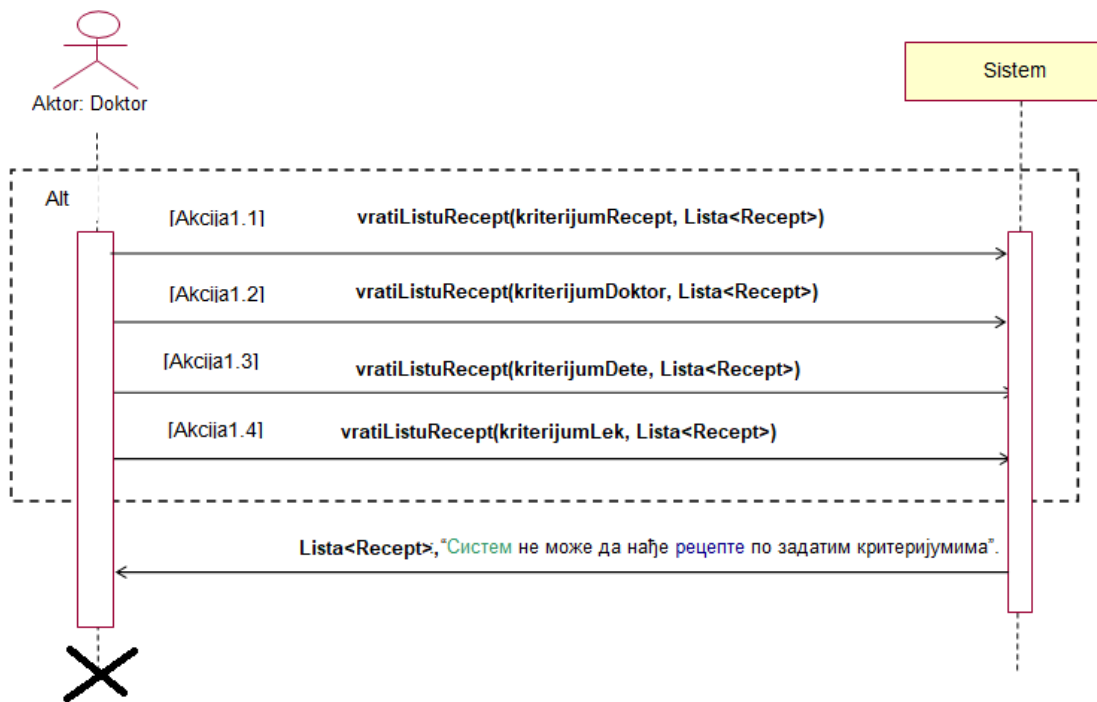 Sistem
Aktor: Doktor
Alt
[Akcija1.1] vratiListuRecept(kriterijumRecept, Lista<Recept>)
[Akcija1.2] vratiListuRecept(kriterijumDoktor, Lista<Recept>)
[Akcija1.3] vratiListuRecept(kriterijumDete, Lista<Recept>)
[Akcija1.4] vratiListuRecept(kriterijumLek, Lista<Recept>)
Lista<Recept>,“Систем не може да нађе рецепте по задатим критеријумима”.